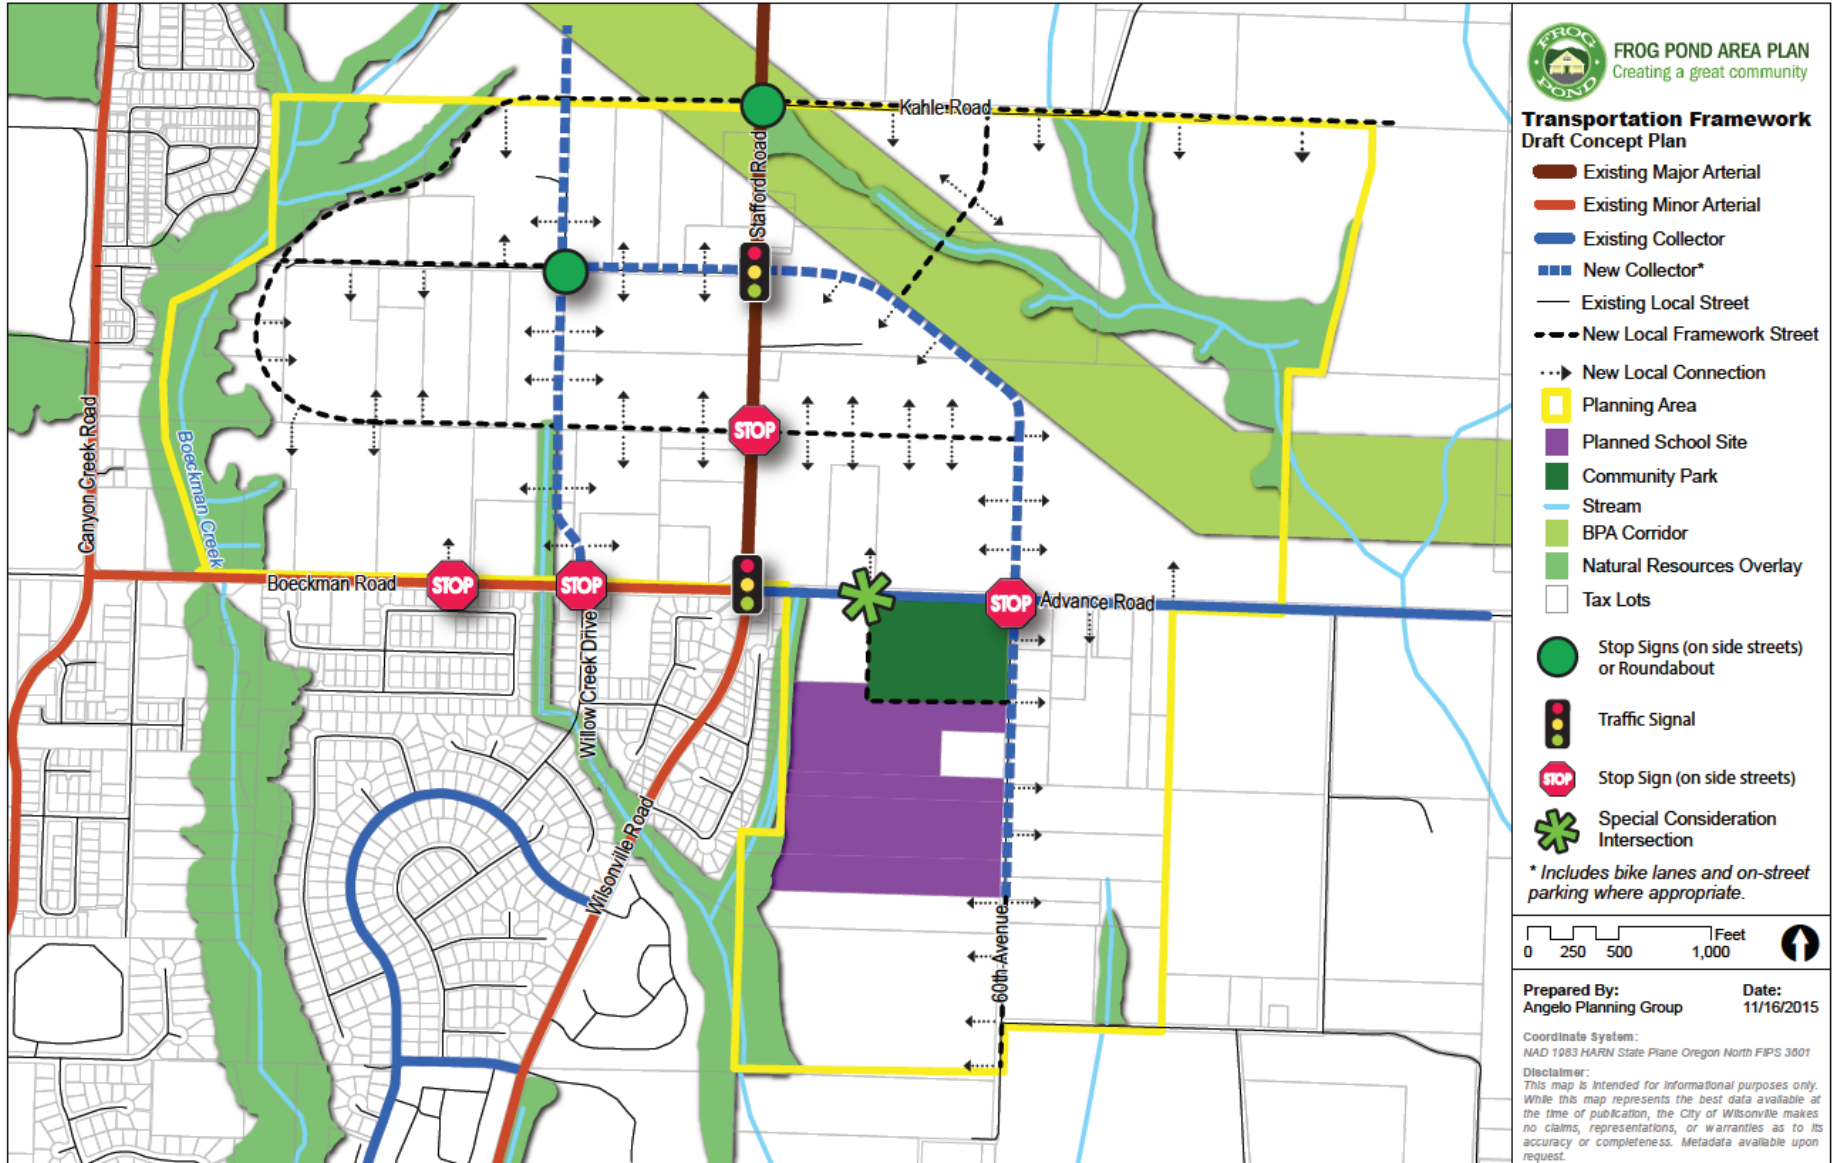 Kahle Road
Stafford Road
Canyon Creek Road
Boeckman Creek
STOP
Boeckman Road
STOP
STOP
STOP
Advance Road
Willow Creek Drive
Wilsonville Road
60th Avenue
FROG POND
FROG POND AREA PLAN
Creating a great community
Transportation Framework
Draft Concept Plan
Existing Major Arterial
Existing Minor Arterial
Existing Collector
New Collector*
Existing Local Street
New Local Framework Street
New Local Connection
Planning Area
Planned School Site
Community Park
Stream
BPA Corridor
Natural Resources Overlay
Tax Lots
Stop Signs (on side streets)
or Roundabout
Traffic Signal
STOP
Stop Sign (on side streets)
Special Consideration
Intersection
* Includes bike lanes and on-street
parking where appropriate.
Feet
0 250 500 1,000
Prepared By: Date:
Angelo Planning Group 11/16/2015
Coordinate System:
NAD 1983 HARN State Plane Oregon North FIPS 3601
Disclaimer:
This map is intended for informational purposes only.
While this map represents the best data available at
the time of publication, the City of Wilsonville makes
no claims, representations, or warranties as to its
accuracy or completeness. Metadata available upon
request.